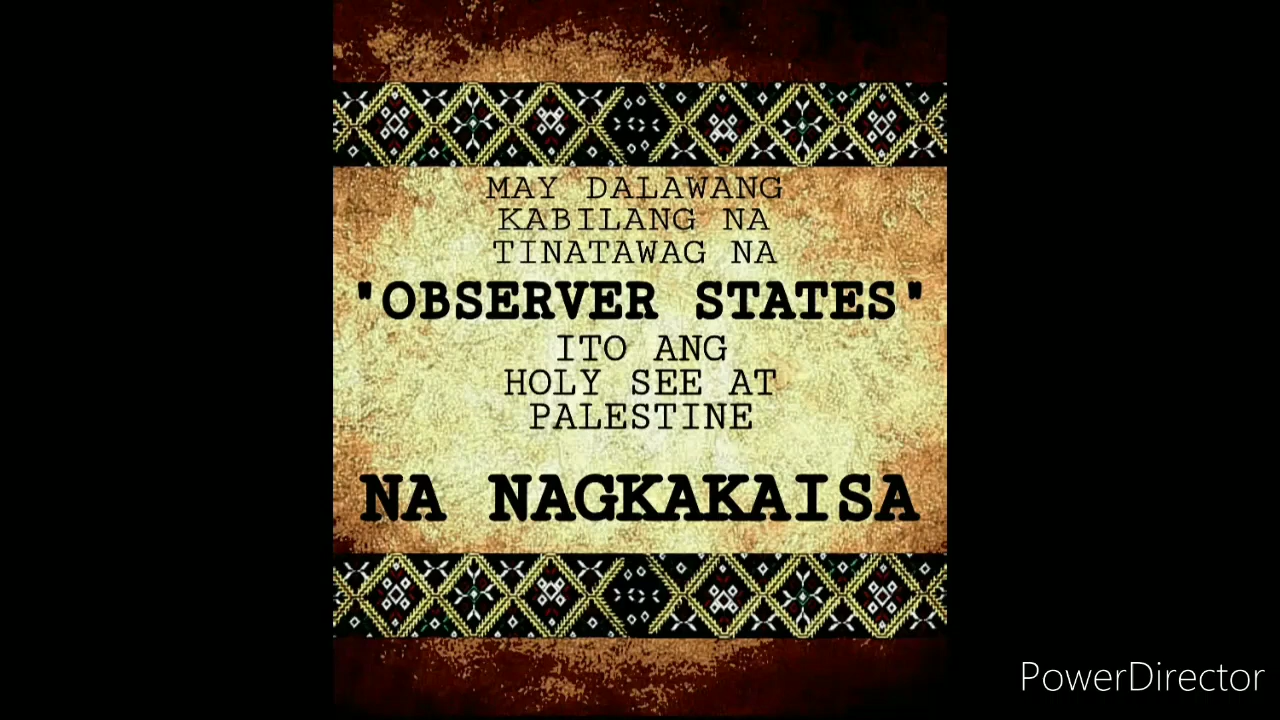 MAY DALAWANG
KABILANG NA
TINATAWAG NA
"OBSERVER STATES"
ITO ANG
HOLY SEE AT
PALESTINE
NA NAGKAKAISA
PowerDirector